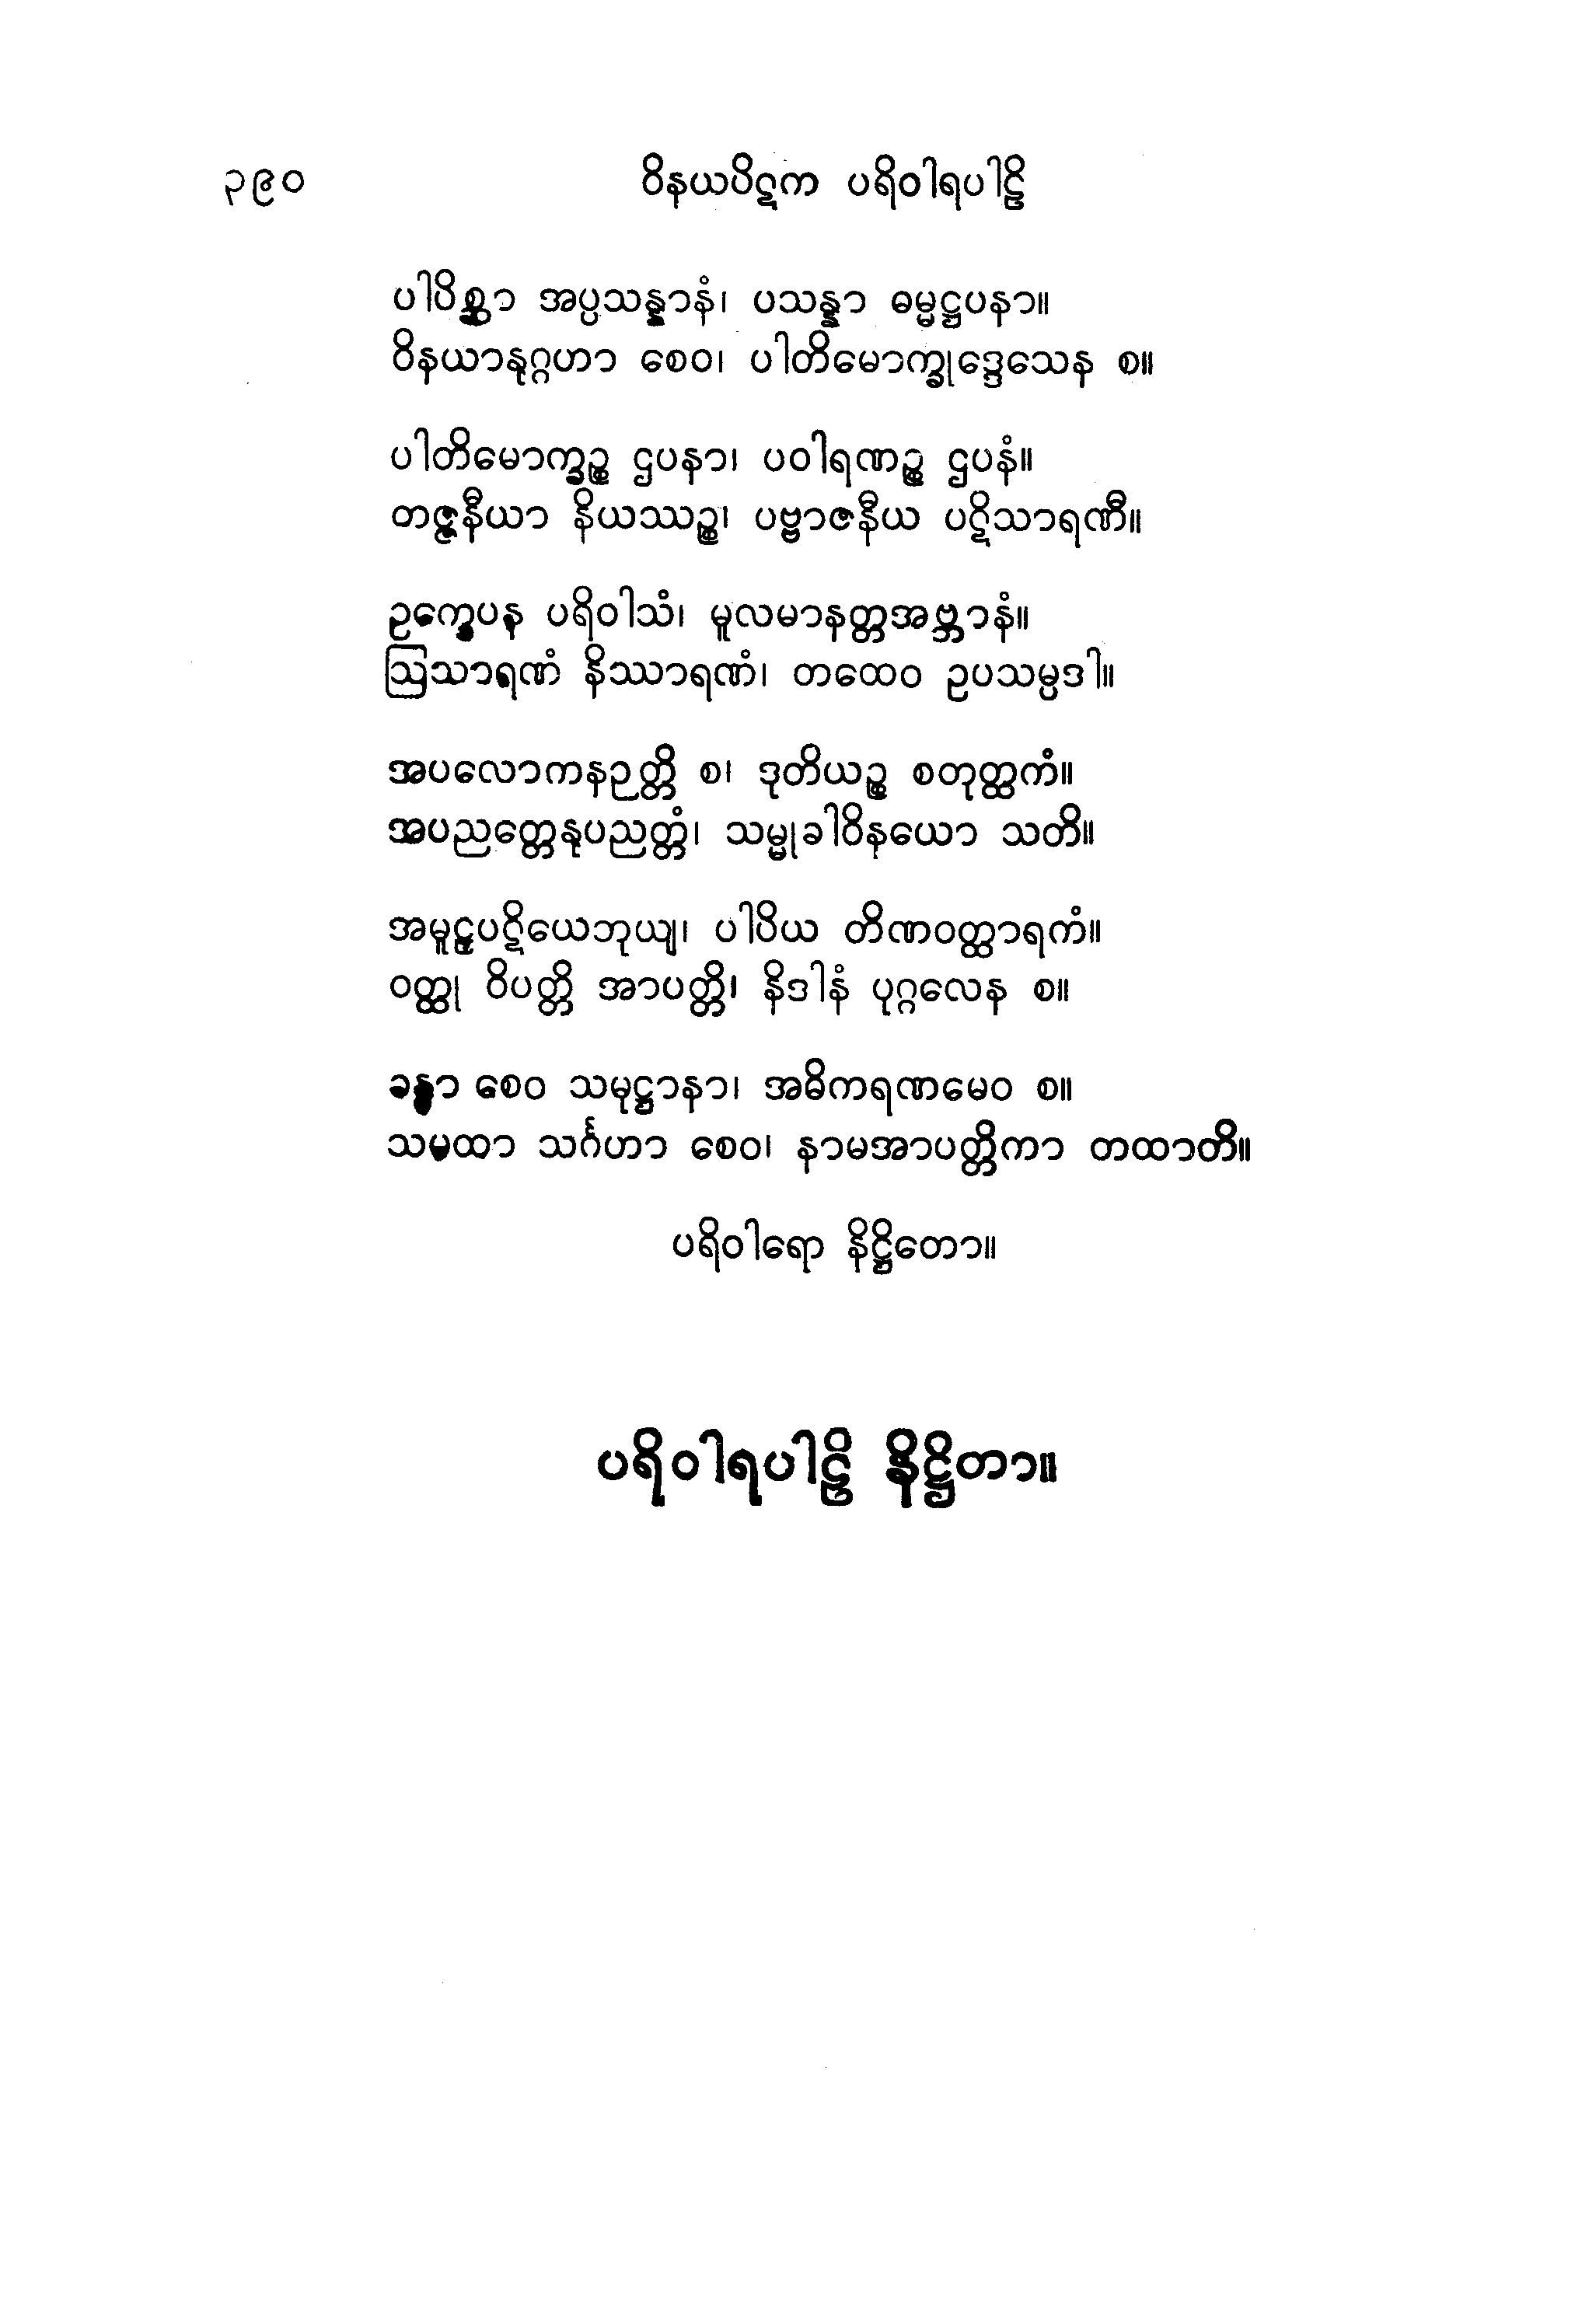 ၃၉၀ ဝိနယပိဋက ပရိဝါရပါဠိ
ပါပိစ္ဆာ အပ္ပသန္နာနံ၊ ပသန္နာ ဓမ္မဋ္ဌပနာ။
ဝိနယာနုဂ္ဂဟာ စေဝ၊ ပါတိမောက္ခုဒ္ဒေသေန စ။
ပါတိမောက္ခဉ္စ ဌပနာ၊ ပဝါရဏဉ္စ ဌပနံ။
တဇ္ဇနီယာ နိယဿဉ္စ၊ ပဗ္ဗာဇနီယ ပဋိသာရဏီ။
ဥက္ခေပန ပရိဝါသံ၊ မူလမာနတ္တအဗ္ဘာနံ။
ဩသာရဏံ နိဿာရဏံ၊ တထေဝ ဥပသမ္ပဒါ။
အပလောကနဉတ္တိ စ၊ ဒုတိယဉ္စ စတုတ္ထကံ။
အပညတ္တေနုပညတ္တံ၊ သမ္မုခါဝိနယော သတိ။
အမူဠှပဋိယေဘုယျ၊ ပါပိယ တိဏဝတ္ထာရကံ။
ဝတ္ထု ဝိပတ္တိ အာပတ္တိ၊ နိဒါနံ ပုဂ္ဂလေန စ။
ခန္ဓာ စေဝ သမုဋ္ဌာနာ၊ အဓိကရဏမေဝ စ။
သမထာ သင်္ဂဟာ စေဝ၊ နာမအာပတ္တိကာ တထာတိ။
ပရိဝါရော နိဋ္ဌိတော။
ပရိဝါရပါဠိ နိဋ္ဌိတာ။